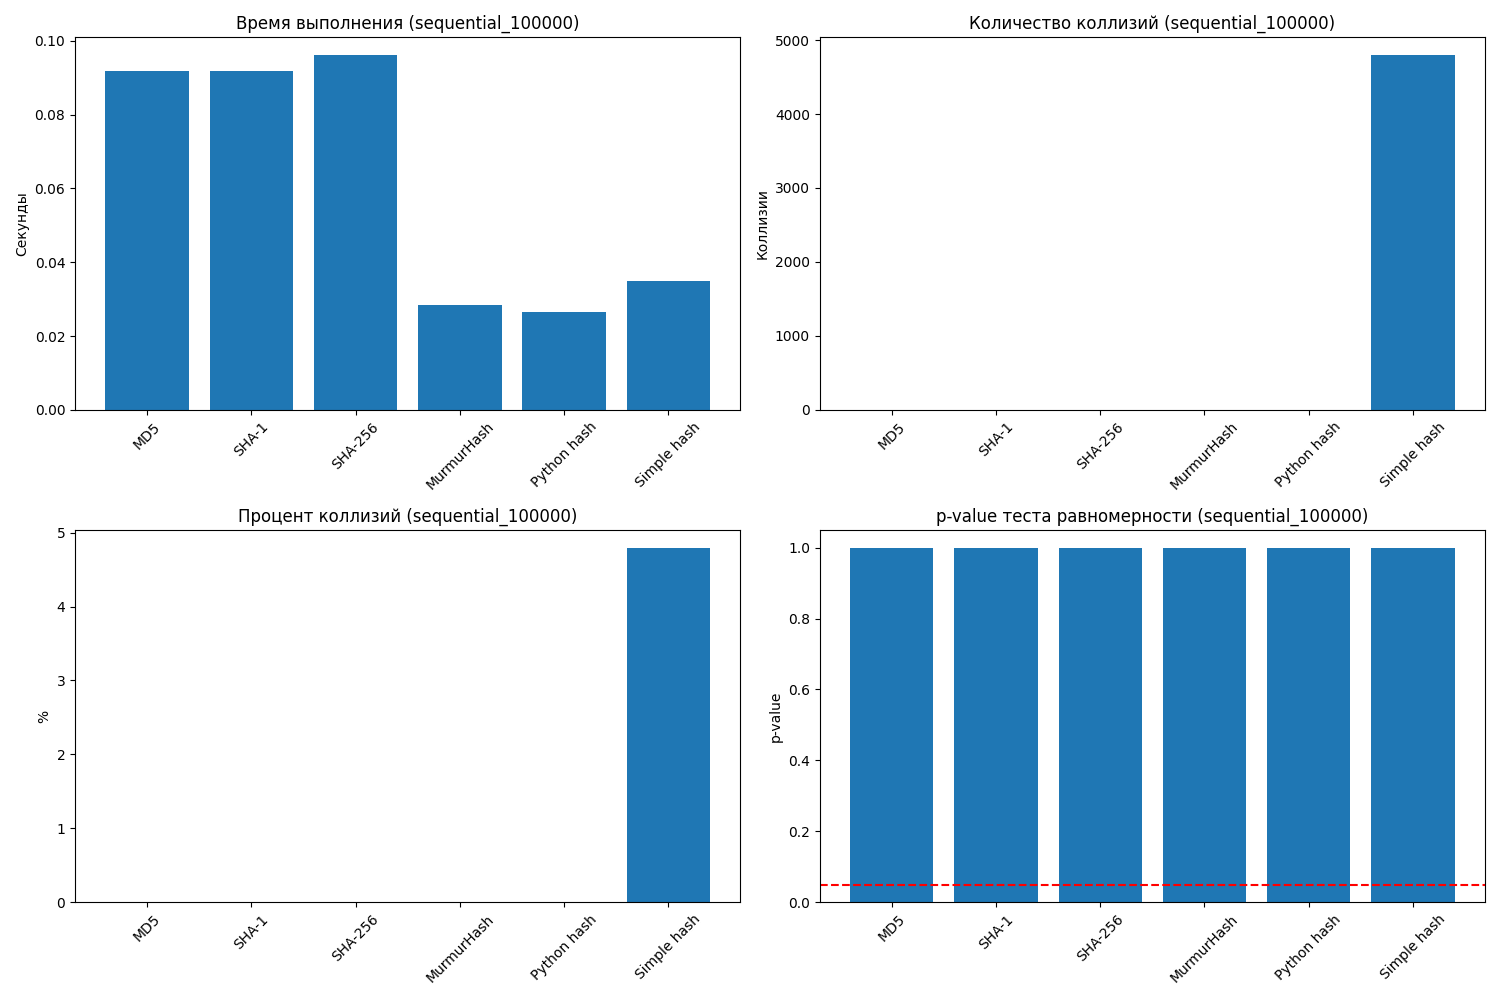 Время выполнения (sequential_100000)
Секунды
0.10
0.08
0.06
0.04
0.02
0.00
MD5
SHA-1
SHA-256
MurmurHash
Python hash
Simple hash
Количество коллизий (sequential_100000)
Коллизии
5000
4000
3000
2000
1000
0
MD5
SHA-1
SHA-256
MurmurHash
Python hash
Simple hash
Процент коллизий (sequential_100000)
%
5
4
3
2
1
0
MD5
SHA-1
SHA-256
MurmurHash
Python hash
Simple hash
p-value теста равномерности (sequential_100000)
p-value
1.0
0.8
0.6
0.4
0.2
0.0
MD5
SHA-1
SHA-256
MurmurHash
Python hash
Simple hash